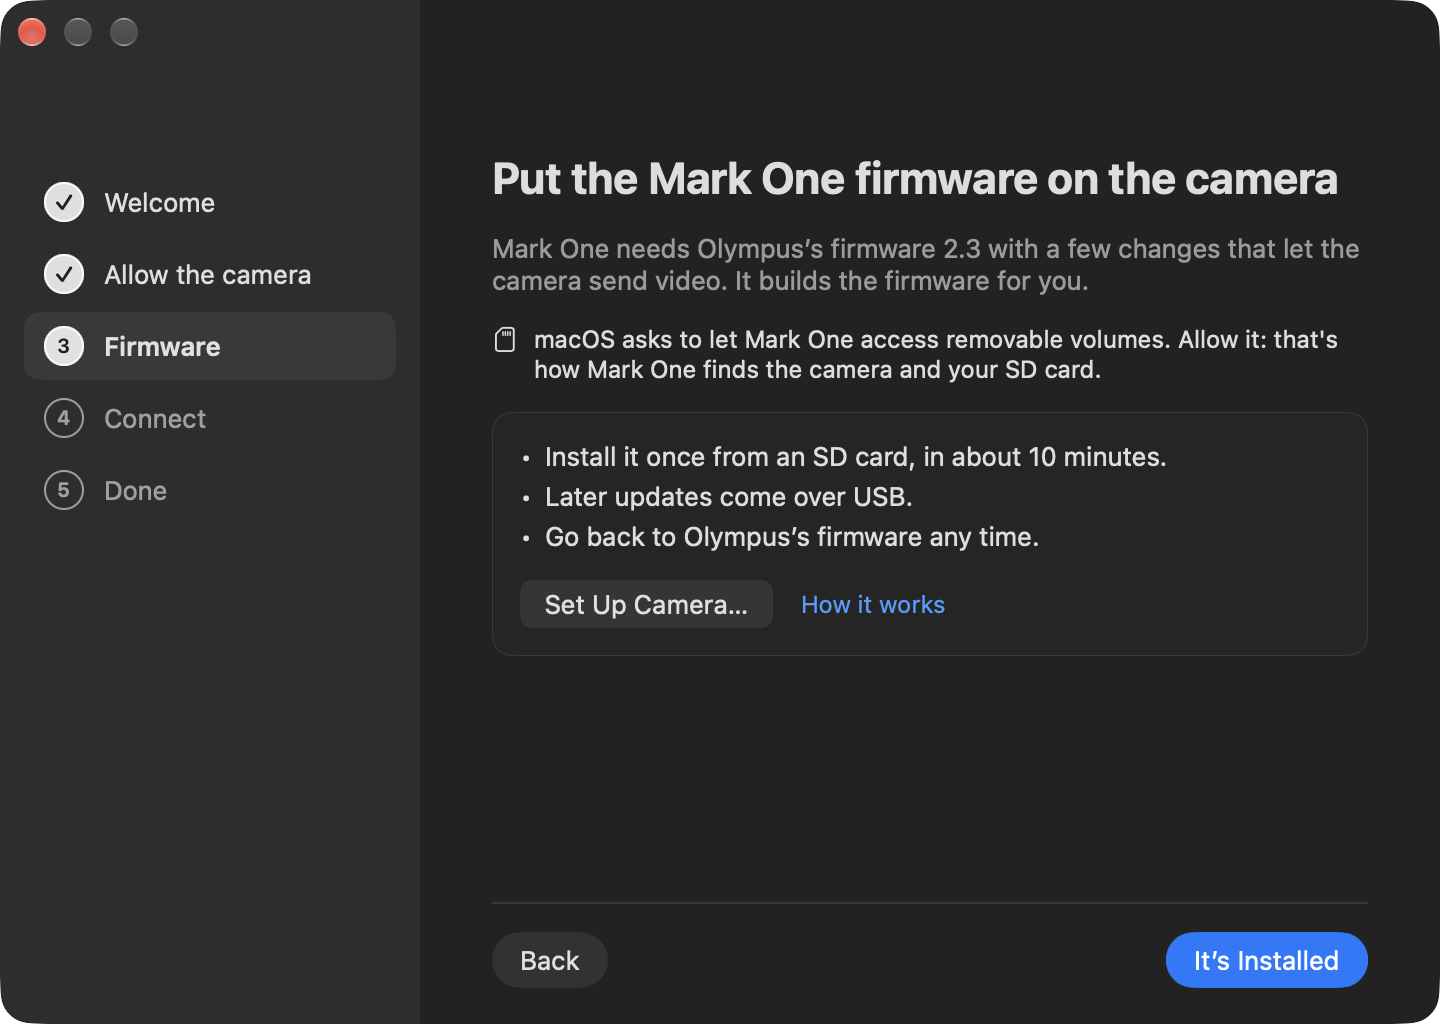 Welcome
Allow the camera
3 Firmware
4 Connect
5 Done
Put the Mark One firmware on the camera
Mark One needs Olympus’s firmware 2.3 with a few changes that let the
camera send video. It builds the firmware for you.
macOS asks to let Mark One access removable volumes. Allow it: that's
how Mark One finds the camera and your SD card.
• Install it once from an SD card, in about 10 minutes.
• Later updates come over USB.
• Go back to Olympus’s firmware any time.
Set Up Camera... How it works
Back It’s Installed